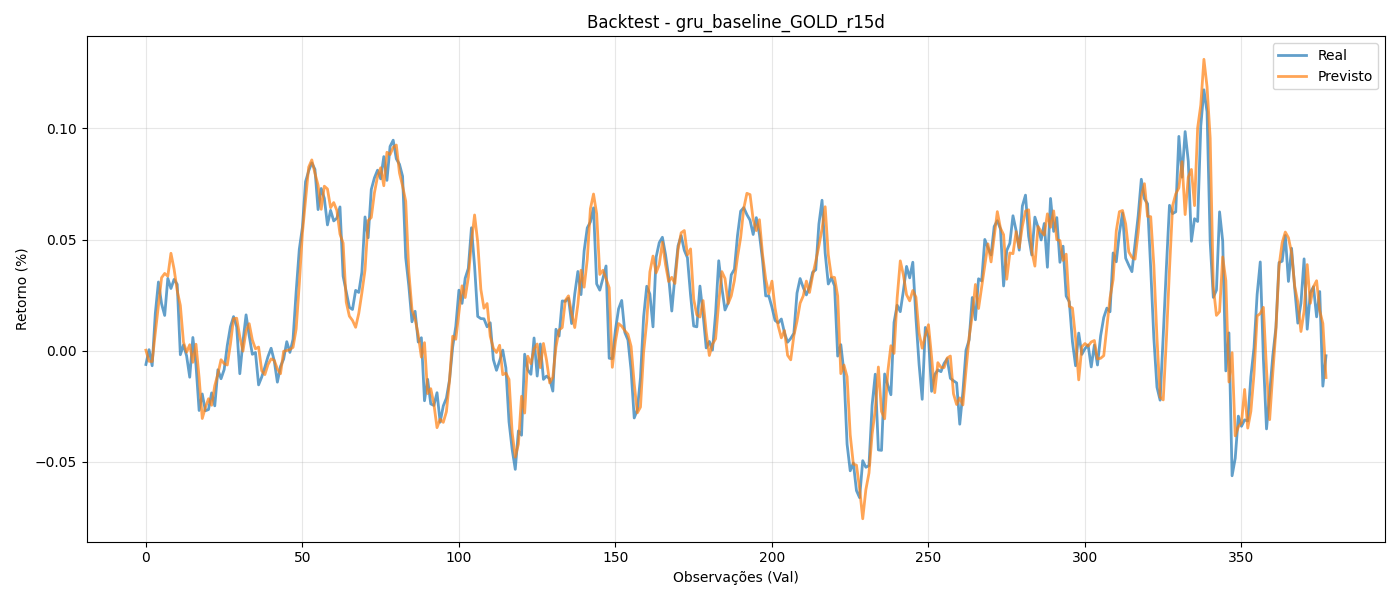 Backtest - gru_baseline_GOLD_r15d
Real
Previsto
Retorno (%)
0.10
0.05
0.00
−0.05
0
50
100
150
200
250
300
350
Observações (Val)